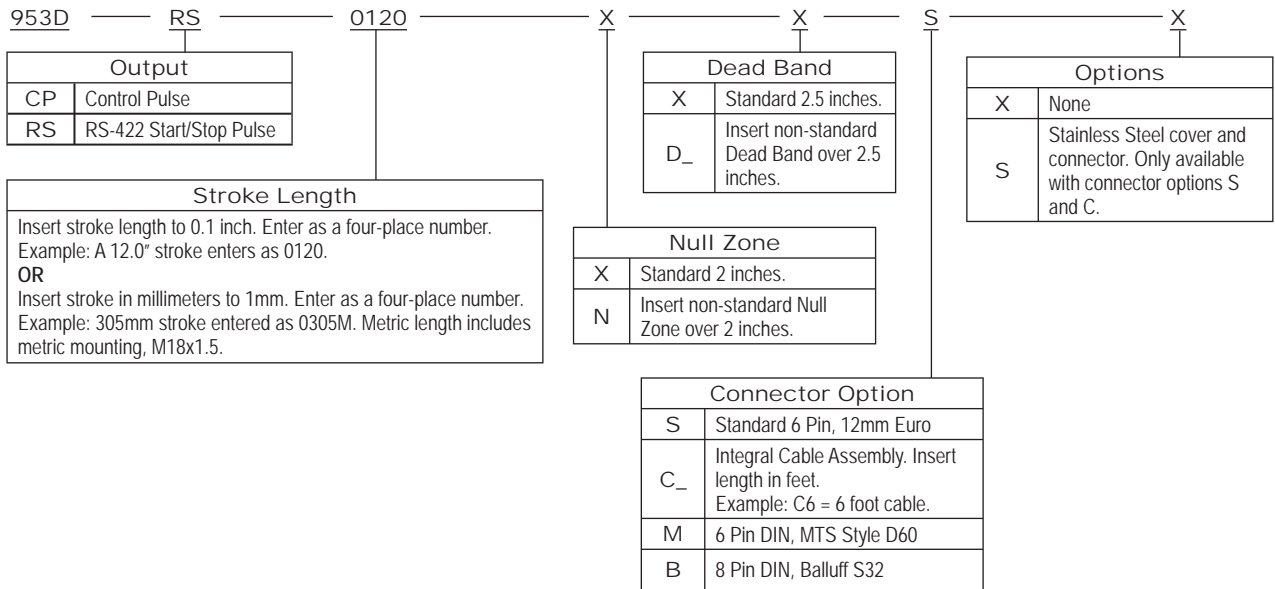 953D RS 0120 X X S X
Output
CP Control Pulse
RS RS-422 Start/Stop Pulse
Stroke Length
Insert stroke length to 0.1 inch. Enter as a four-place number.
Example: A 12.0″ stroke enters as 0120.
OR
Insert stroke in millimeters to 1mm. Enter as a four-place number.
Example: 305mm stroke entered as 0305M. Metric length includes
metric mounting, M18x1.5.
Null Zone
X Standard 2 inches.
N Insert non-standard Null
Zone over 2 inches.
Dead Band
X Standard 2.5 inches.
D_ Insert non-standard
Dead Band over 2.5
inches.
Connector Option
S Standard 6 Pin, 12mm Euro
C_ Integral Cable Assembly. Insert
length in feet.
Example: C6 = 6 foot cable.
M 6 Pin DIN, MTS Style D60
B 8 Pin DIN, Balluff S32
Options
X None
S Stainless Steel cover and
connector. Only available
with connector options S
and C.